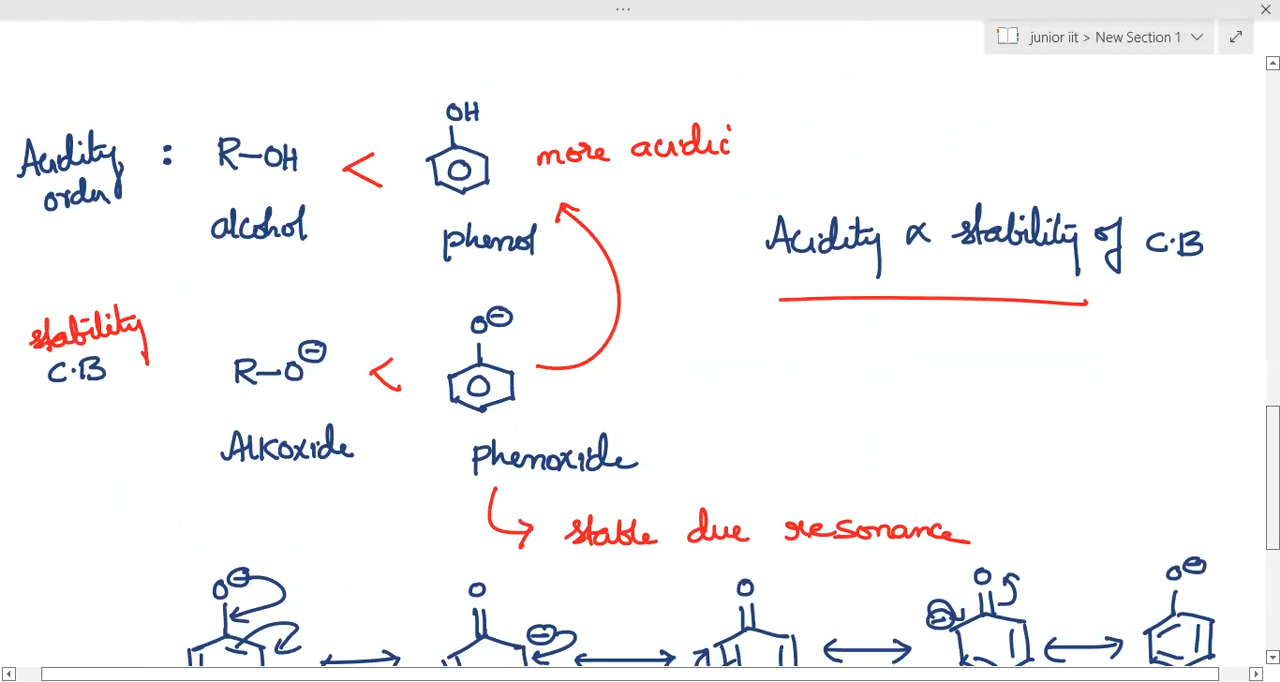 junior iit > New Section 1
Acidity order : R-OH < OH more acidic
alcohol phenol
Acidity ∝ stability of C·B
stability C·B R-O⊖ < O⊖
Alkoxide phenoxide
stable due resonance
O⊖ O ⊖ O O ⊖ O⊖